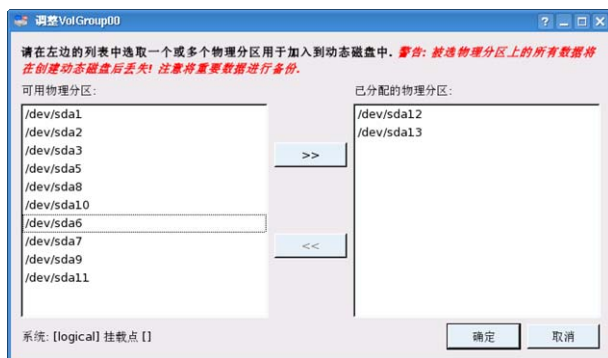 调整VolGroup00
请在左边的列表中选取一个或多个物理分区用于加入到动态磁盘中. 警告: 被选物理分区上的所有数据将
在创建动态磁盘后丢失! 注意将重要数据进行备份.
可用物理分区:
已分配的物理分区:
/dev/sda1
/dev/sda2
/dev/sda3
/dev/sda5
/dev/sda8
/dev/sda10
/dev/sda6
/dev/sda7
/dev/sda9
/dev/sda11
>>
<<
/dev/sda12
/dev/sda13
系统: [logical] 挂载点 []
确定
取消